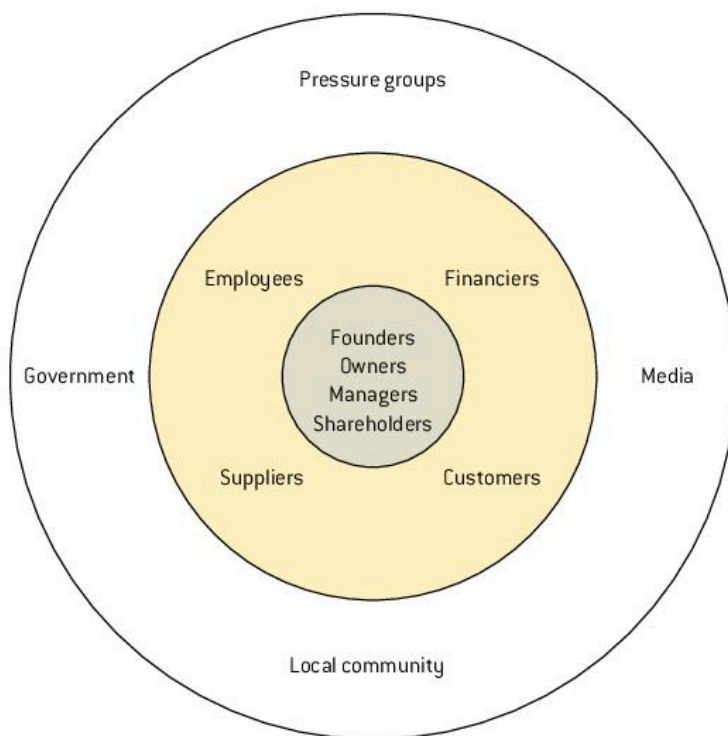 Pressure groups
Employees
Financiers
Founders
Owners
Managers
Shareholders
Government
Media
Suppliers
Customers
Local community